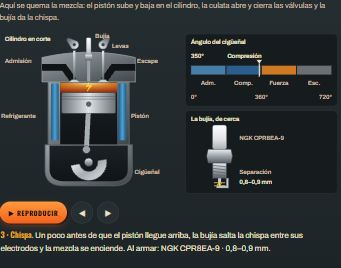 Aquí se quema la mezcla: el pistón sube y baja en el cilindro, la culata abre y cierra las válvulas y la
bujía da la chispa.
Cilindro en corte
Bujía
Levas
Admisión
Escape
Refrigerante
Pistón
Cigüeñal
Ángulo del cigüeñal
350° Compresión
Adm. Comp. Fuerza Esc.
0° 360° 720°
La bujía, de cerca
NGK CPR8EA-9
Separación
0,8–0,9 mm
▶ REPRODUCIR
3 · Chispa. Un poco antes de que el pistón llegue arriba, la bujía salta la chispa entre sus
electrodos y la mezcla se enciende. Al armar: NGK CPR8EA-9 · 0,8–0,9 mm.